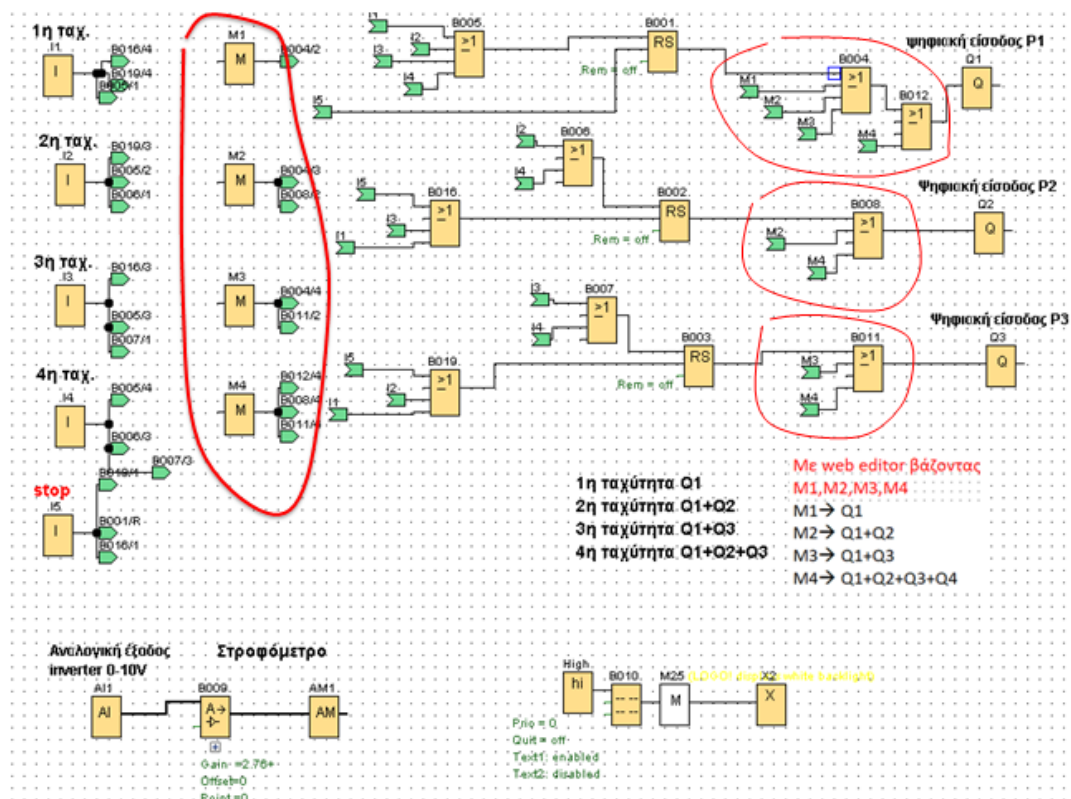 1η ταχ.
I1
I
B016/4
B019/4
B005/1
M1
M
B004/2
I1
I2
I3
I4
I5
B005
>1
B001
RS
Rem = off
ψηφιακή είσοδος P1
B004
>1
M1
M2
M3
B012
>1
M4
Q1
Q
2η ταχ.
I2
I
B019/3
B005/2
B006/1
M2
M
B004/3
B008/2
I2
I4
B006
>1
I5
I3
I1
B016
>1
B002
RS
Rem = off
Ψηφιακή είσοδος P2
M2
M4
B008
>1
Q2
Q
3η ταχ.
I3
I
B016/3
B005/3
B007/1
M3
M
B004/4
B011/2
I3
I4
B007
>1
I5
I2
I1
B019
>1
B003
RS
Rem = off
Ψηφιακή είσοδος P3
M3
M4
B011
>1
Q3
Q
4η ταχ.
I4
I
B005/4
B006/3
B007/3
M4
M
B012/4
B008/4
B011/4
stop
I5
I
B019/1
B001/R
B016/1
1η ταχύτητα Q1
2η ταχύτητα Q1+Q2
3η ταχύτητα Q1+Q3
4η ταχύτητα Q1+Q2+Q3
Με web editor βάζοντας
M1,M2,M3,M4
M1→ Q1
M2→ Q1+Q2
M3→ Q1+Q3
M4→ Q1+Q2+Q3+Q4
Αναλογική έξοδος
inverter 0-10V
Στροφόμετρο
AI1
AI
B009
A→
Gain =2.76+
Offset=0
Point=0
AM1
AM
High
hi
B010
Prio = 0
Quit = off
Text1: enabled
Text2: disabled
M25
M
X2
X